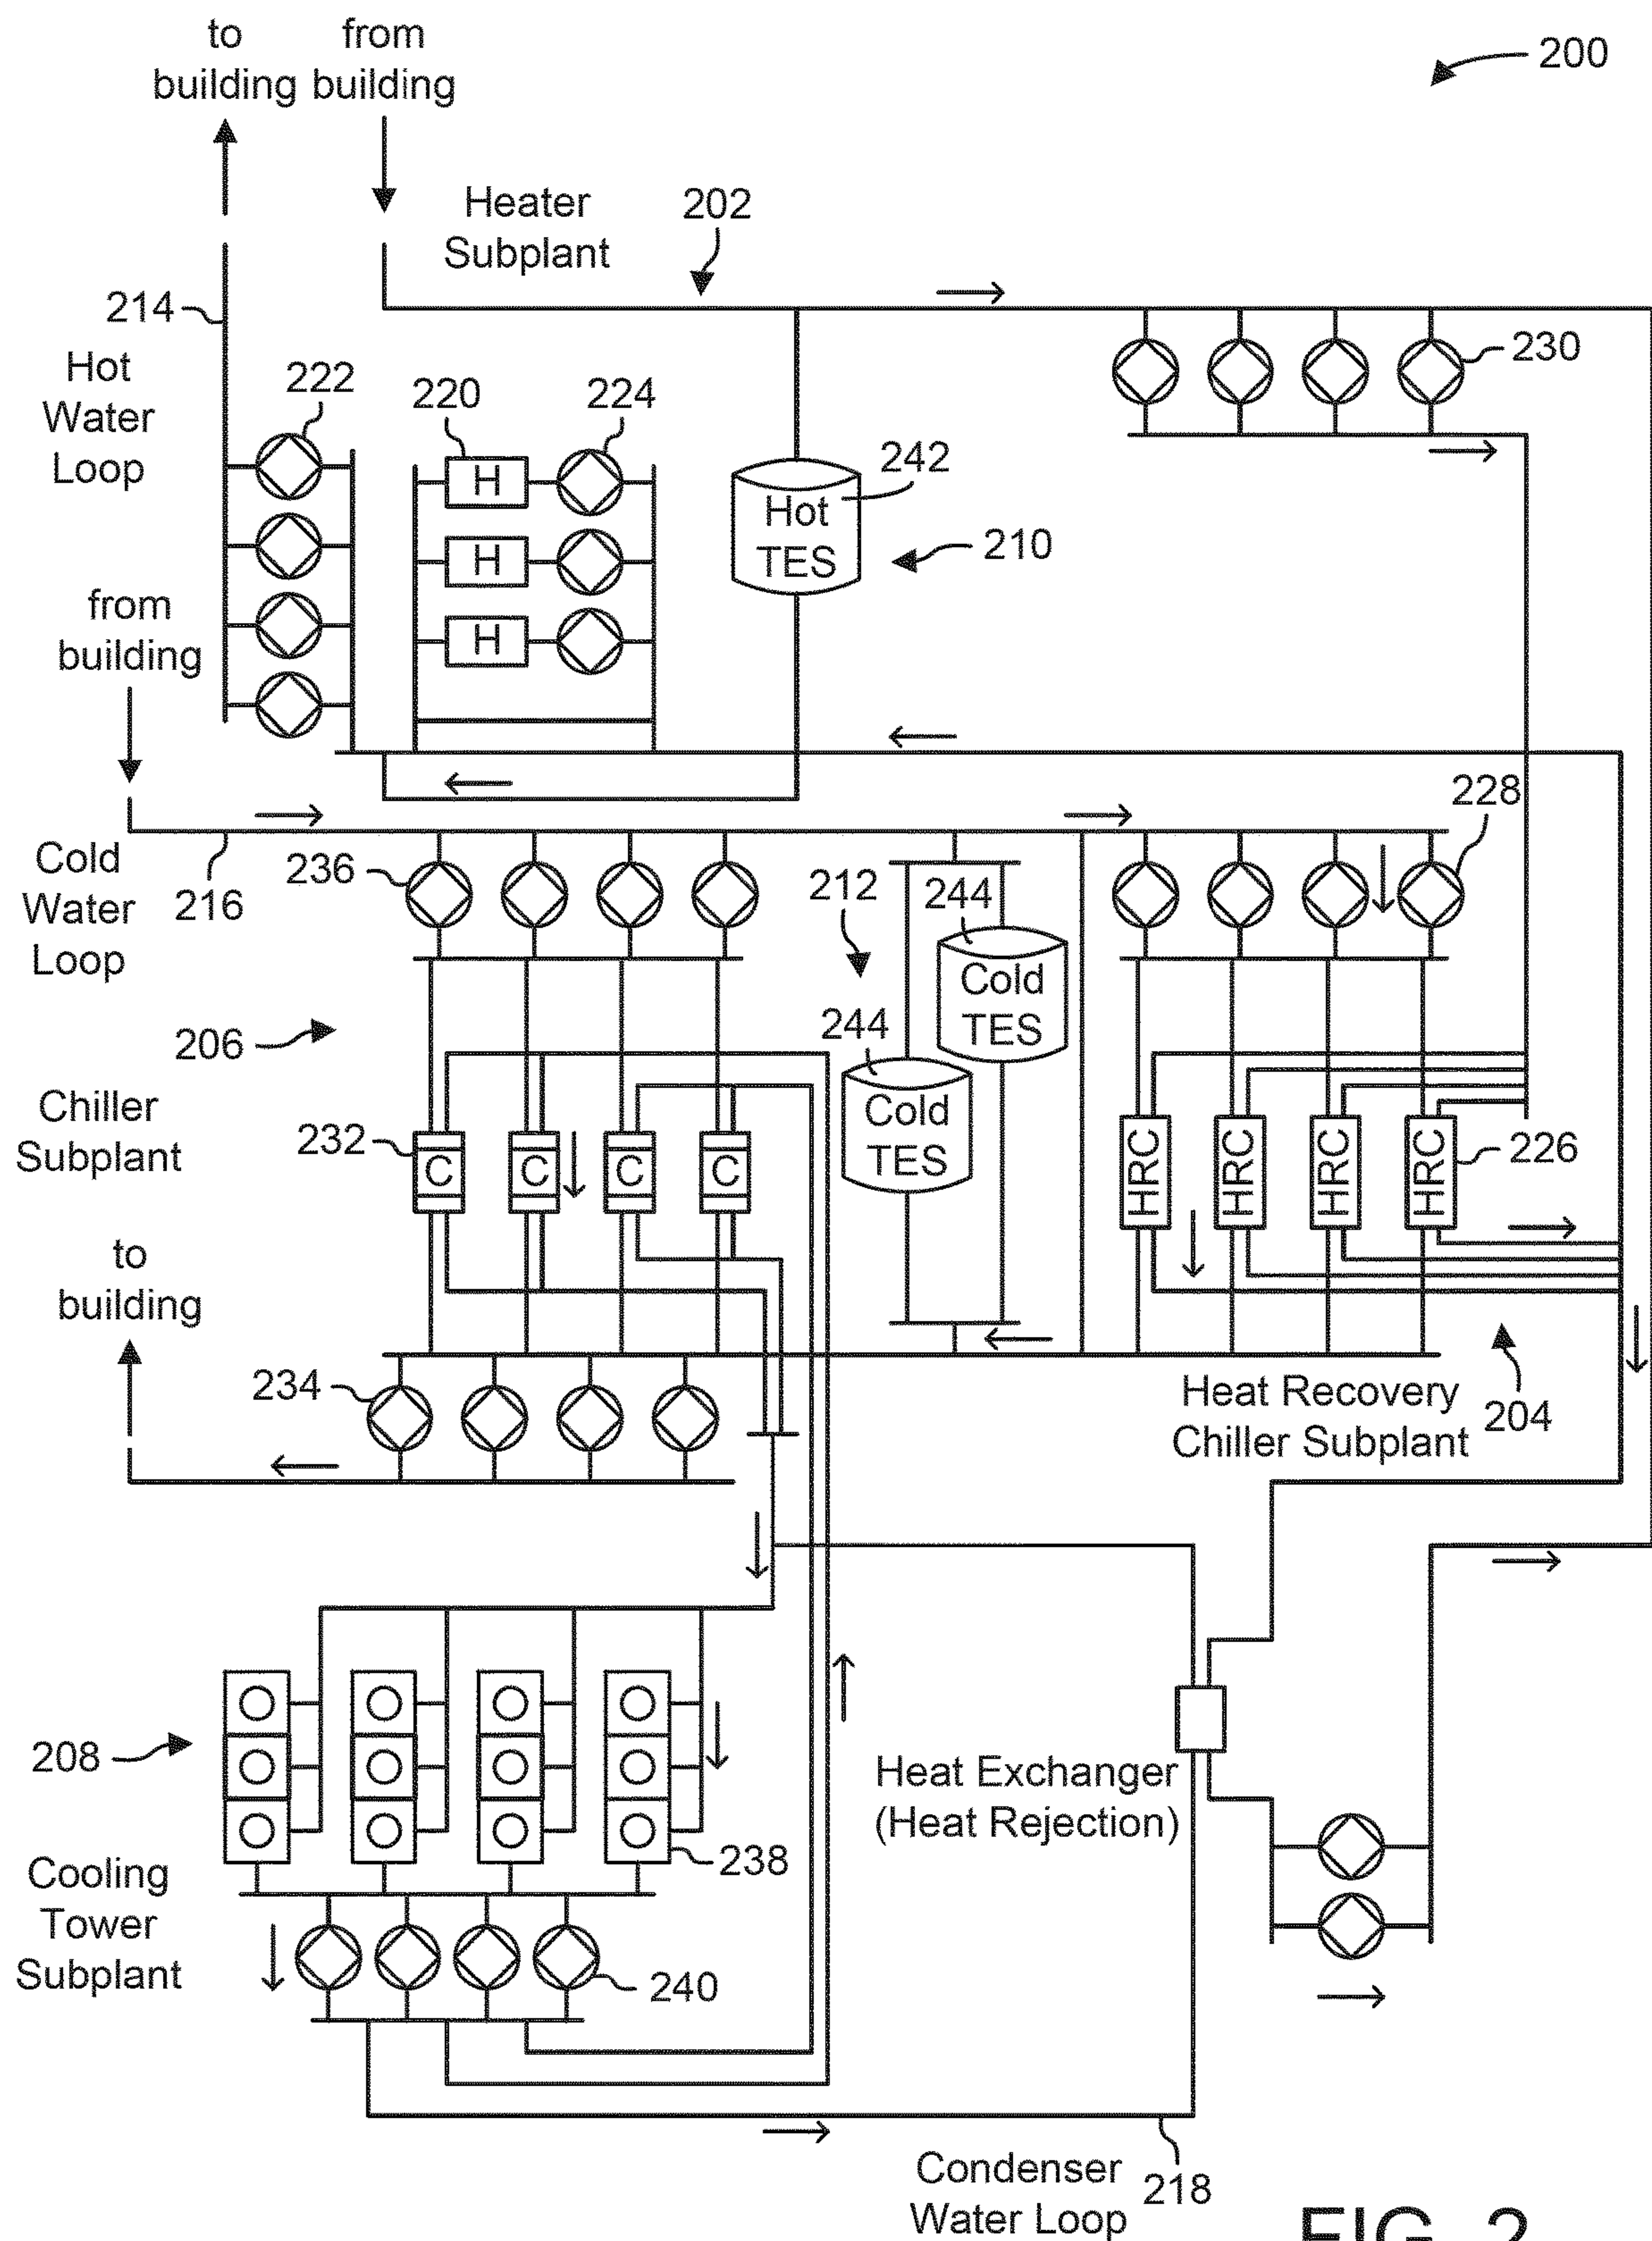 to
building
from
building
200
Heater
Subplant
202
214
Hot
Water
Loop
222
220
224
H
H
H
242
Hot
TES
210
230
from
building
228
Cold
Water
Loop
216
236
212
244
Cold
TES
244
Cold
TES
206
Chiller
Subplant
232
C
C
C
C
HRC
HRC
HRC
HRC
226
to
building
234
Heat Recovery
Chiller Subplant
204
208
238
Heat Exchanger
(Heat Rejection)
Cooling
Tower
Subplant
240
Condenser
Water Loop
218
FIG. 2